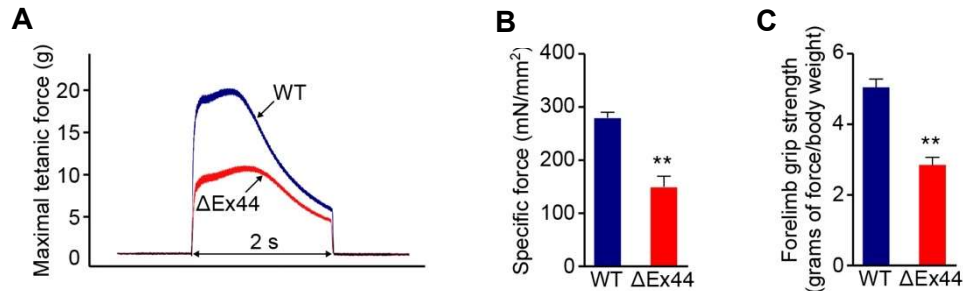 A
Maximal tetanic force (g)
20
15
10
5
0
WT
ΔEx44
2 s
B
Specific force (mN/mm²)
400
300
200
100
0
**
WT ΔEx44
C
Forelimb grip strength
(grams of force/body weight)
6
4
2
0
**
WT ΔEx44